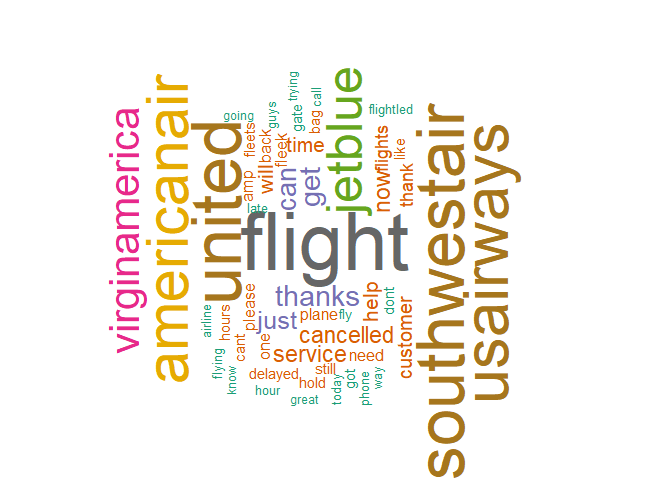 virginamerica
americanair
united
flight
jetblue
southwestair
usairways
going
guys
trying
gate
bag
call
flightled
fleets
back
fleek
time
now
flights
like
thank
amp
will
can
get
late
thanks
help
dont
please
just
plane
fly
airline
hours
cant
one
cancelled
customer
service
need
flying
know
delayed
still
hold
hour
great
today
got
phone
way